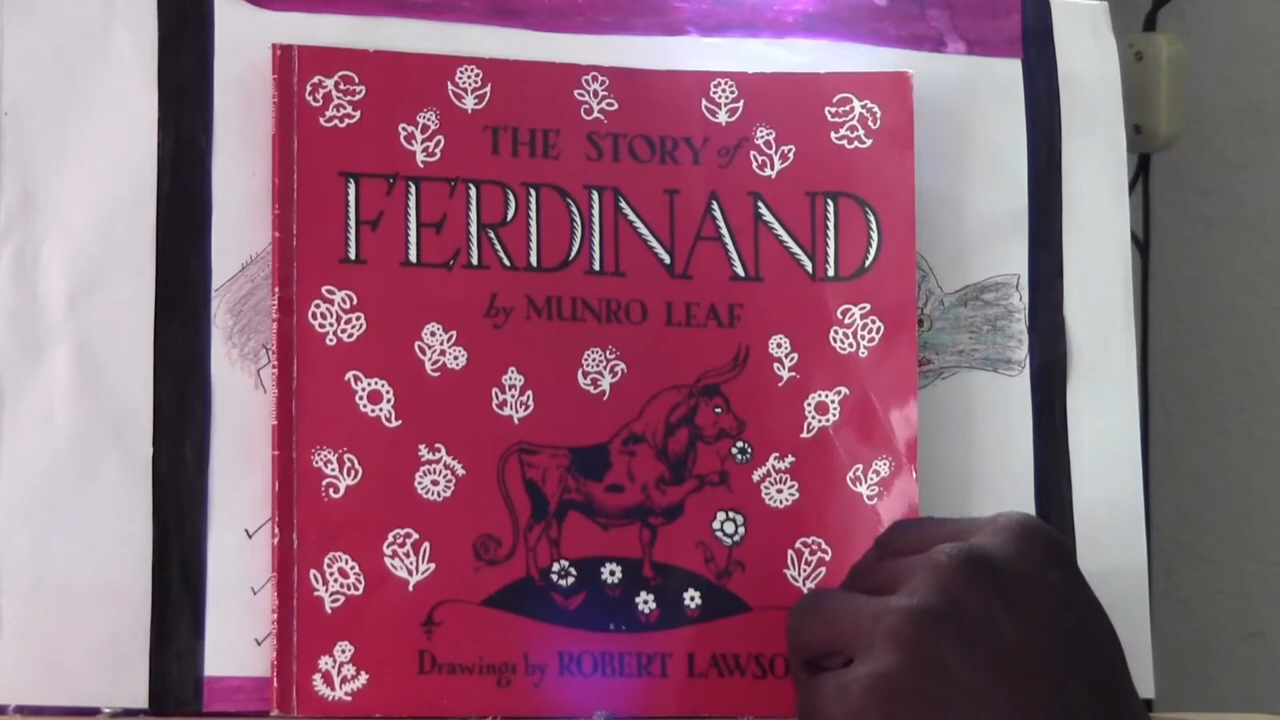 THE STORY of
FERDINAND
by MUNRO LEAF
Drawings by ROBERT LAWSO